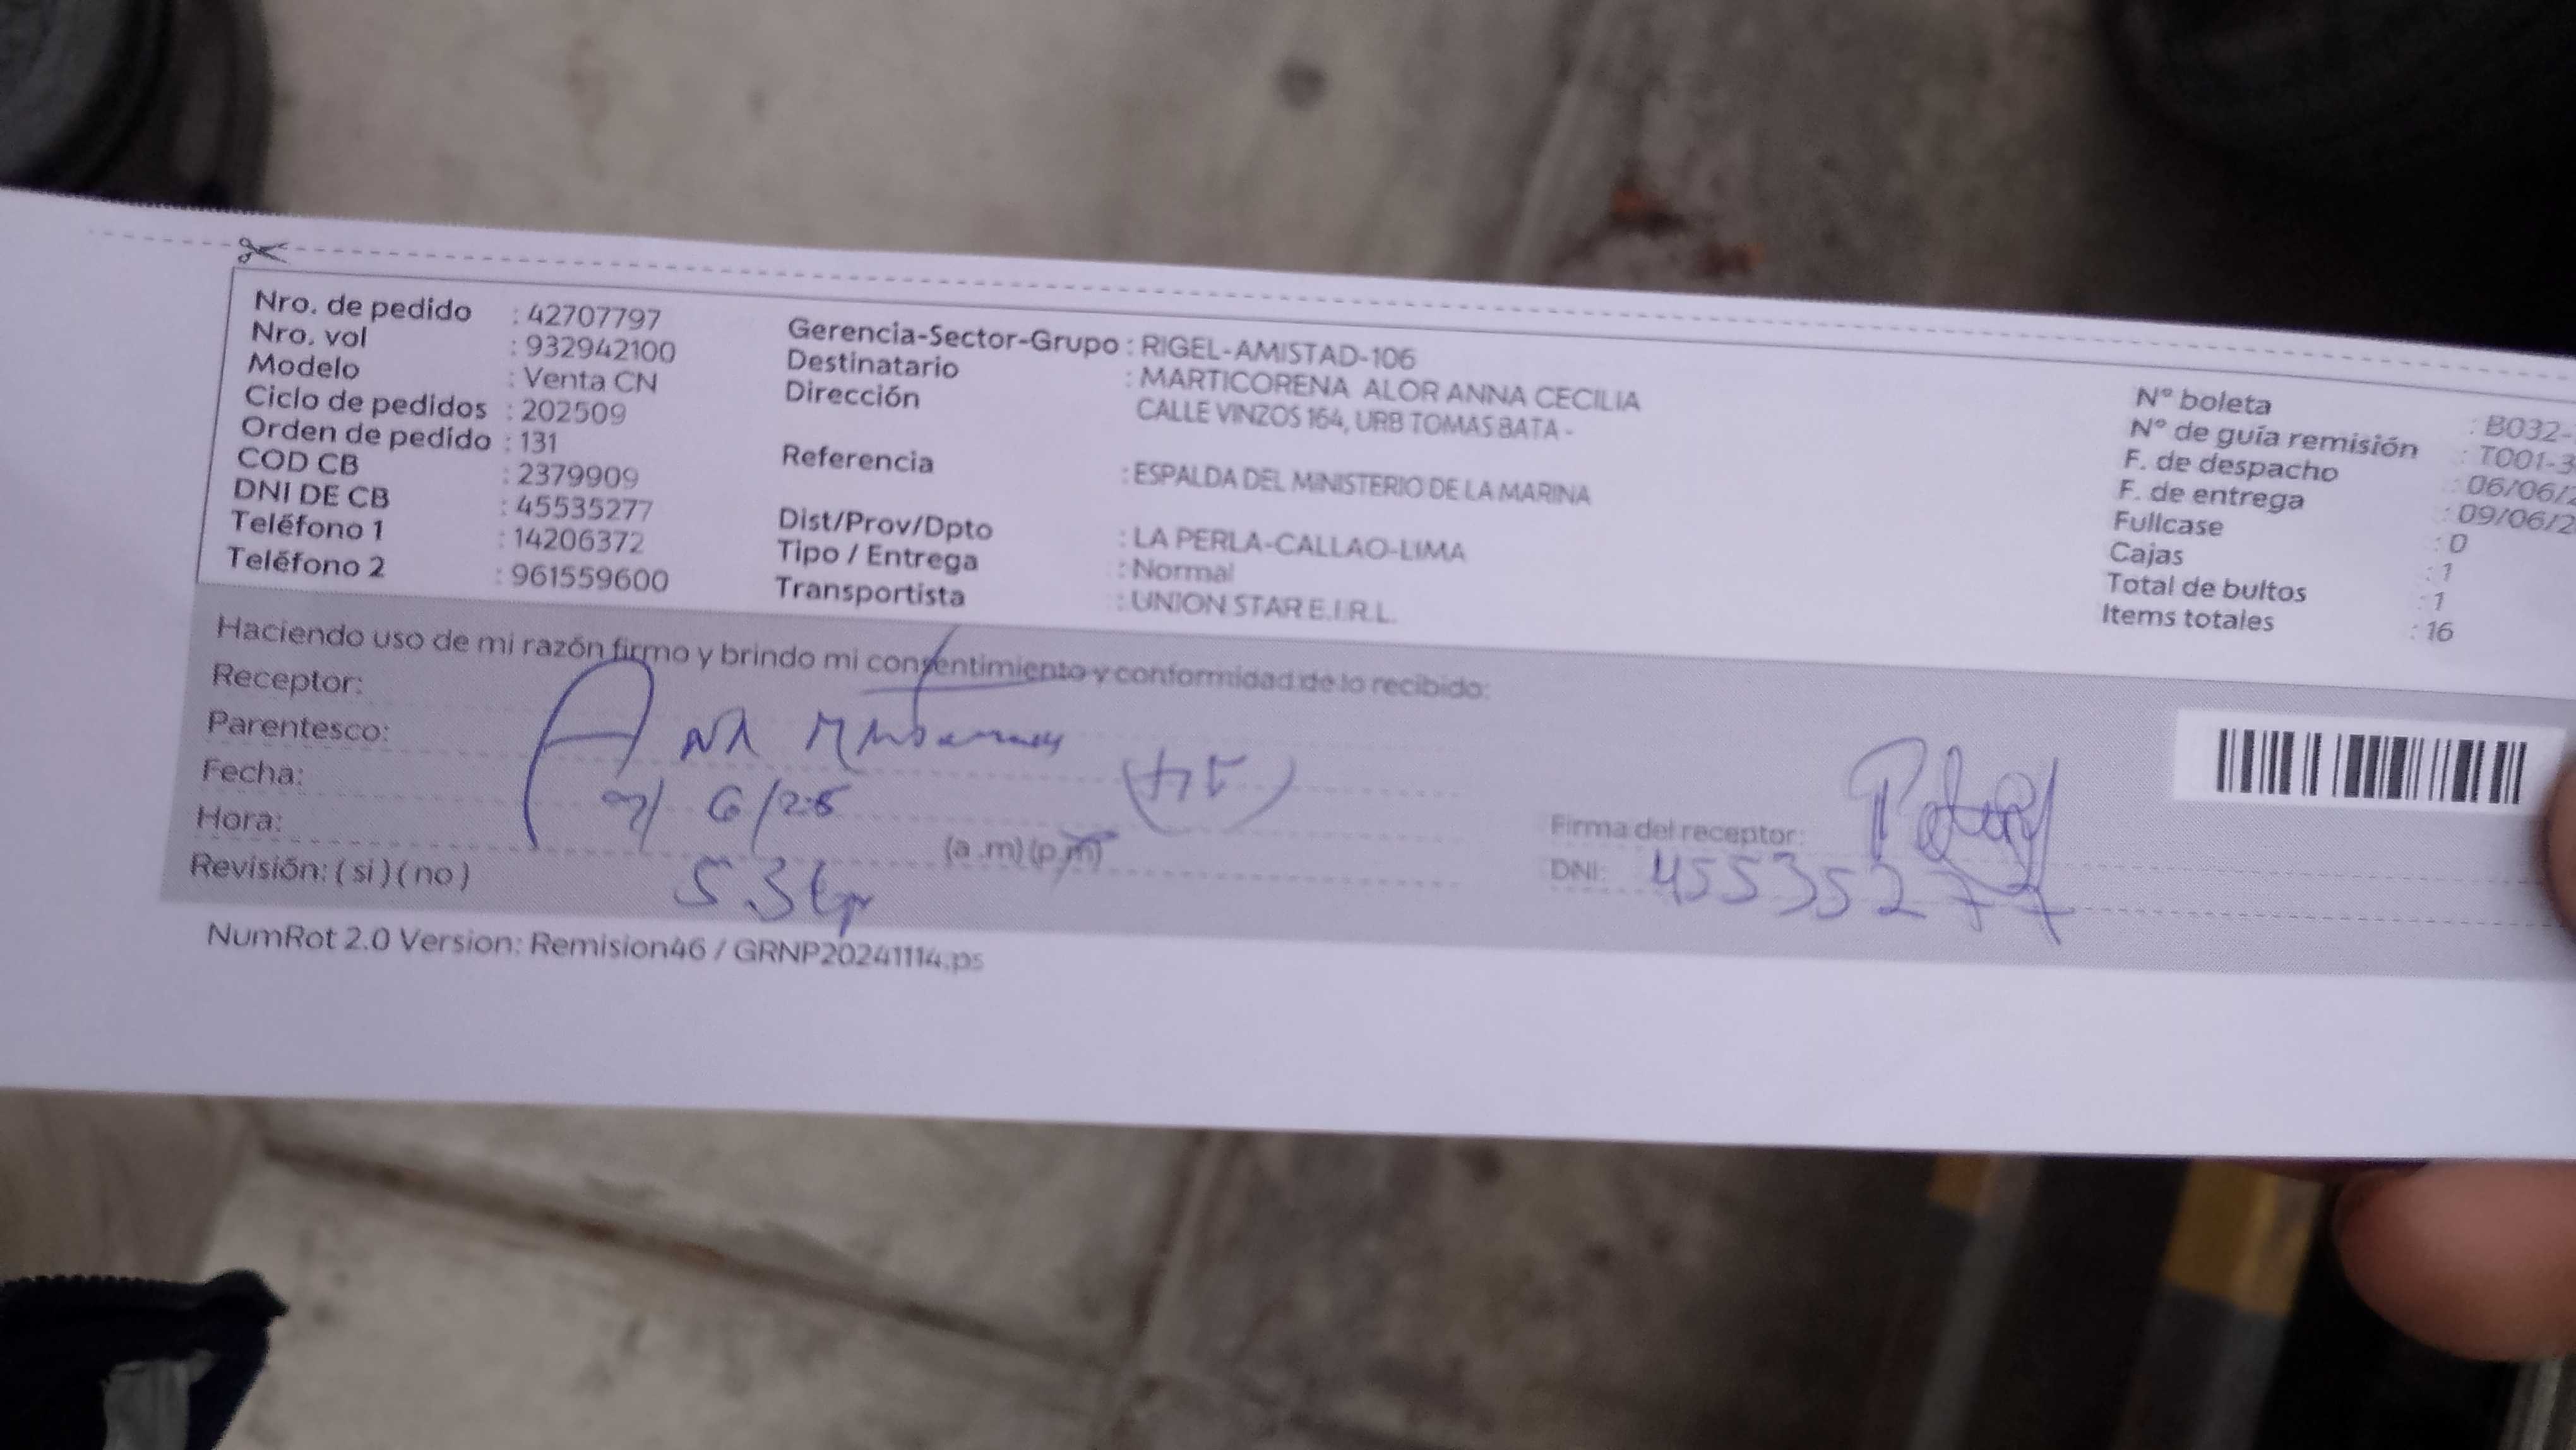 Nro. de pedido : 42707797
Nro. vol : 932942100
Modelo : Venta CN
Ciclo de pedidos : 202509
Orden de pedido : 131
COD CB : 2379909
DNI DE CB : 45535277
Teléfono 1 : 14206372
Teléfono 2 : 961559600
Gerencia-Sector-Grupo : RIGEL-AMISTAD-106
Destinatario : MARTICORENA ALOR ANNA CECILIA
Dirección CALLE VINZOS 164, URB TOMAS BATA -
Referencia : ESPALDA DEL MINISTERIO DE LA MARINA
Dist/Prov/Dpto : LA PERLA-CALLAO-LIMA
Tipo / Entrega : Normal
Transportista : UNION STAR E.I.R.L.
N° boleta : B032-
N° de guía remisión : T001-3
F. de despacho : 06/06/2
F. de entrega : 09/06/2
Fullcase : 0
Cajas : 1
Total de bultos : 1
Items totales : 16
Haciendo uso de mi razón firmo y brindo mi consentimiento y conformidad de lo recibido:
Receptor:
Parentesco: Ana
Fecha: 6/25
Hora: (a.m)(p.m)
Revisión: ( si ) ( no )
Firma del receptor:
DNI: 45535277
NumRot 2.0 Version: Remision46 / GRNP20241114.ps